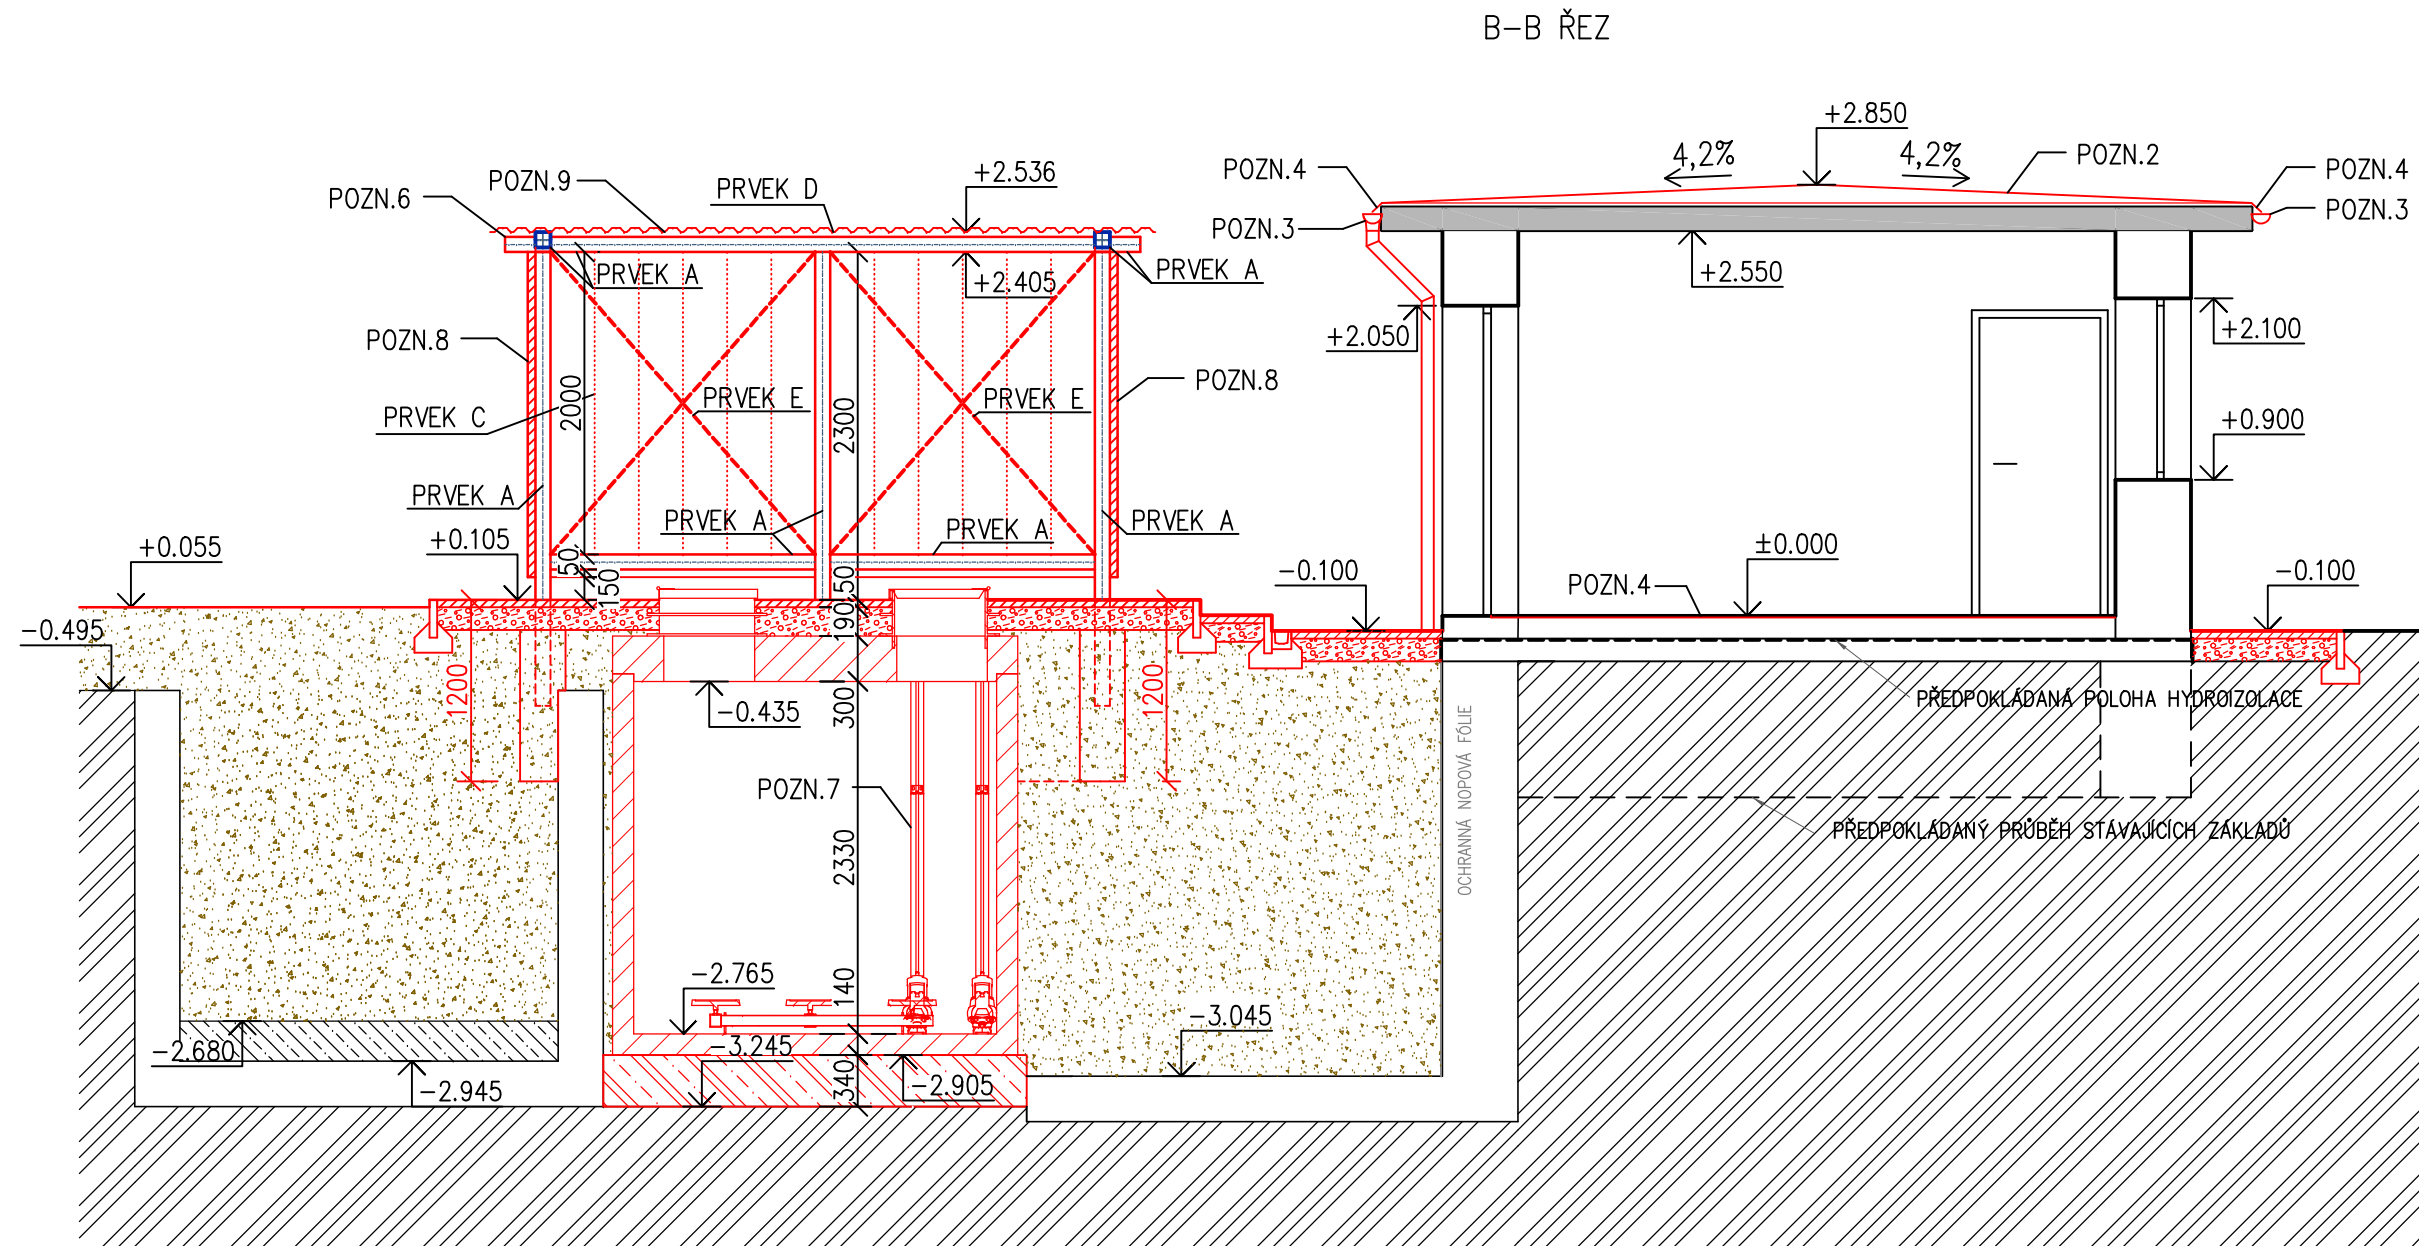 B-B ŘEZ
+2.850
4,2%
4,2%
POZN.2
POZN.4
POZN.4
POZN.3
POZN.3
POZN.9
POZN.6
PRVEK D
+2.536
+2.405
PRVEK A
PRVEK A
+2.550
+2.050
+2.100
+0.900
POZN.8
POZN.8
PRVEK C
2000
PRVEK E
2300
PRVEK E
PRVEK A
PRVEK A
PRVEK A
PRVEK A
+0.055
+0.105
50
150
50
190
-0.100
±0.000
POZN.4
-0.100
-0.495
1200
1200
-0.435
300
PŘEDPOKLÁDANÁ POLOHA HYDROIZOLACE
OCHRANNÁ NOPOVÁ FÓLIE
POZN.7
2330
PŘEDPOKLÁDANÝ PRŮBĚH STÁVAJÍCÍCH ZÁKLADŮ
-2.765
140
-3.045
-2.680
-3.245
-2.945
340
-2.905